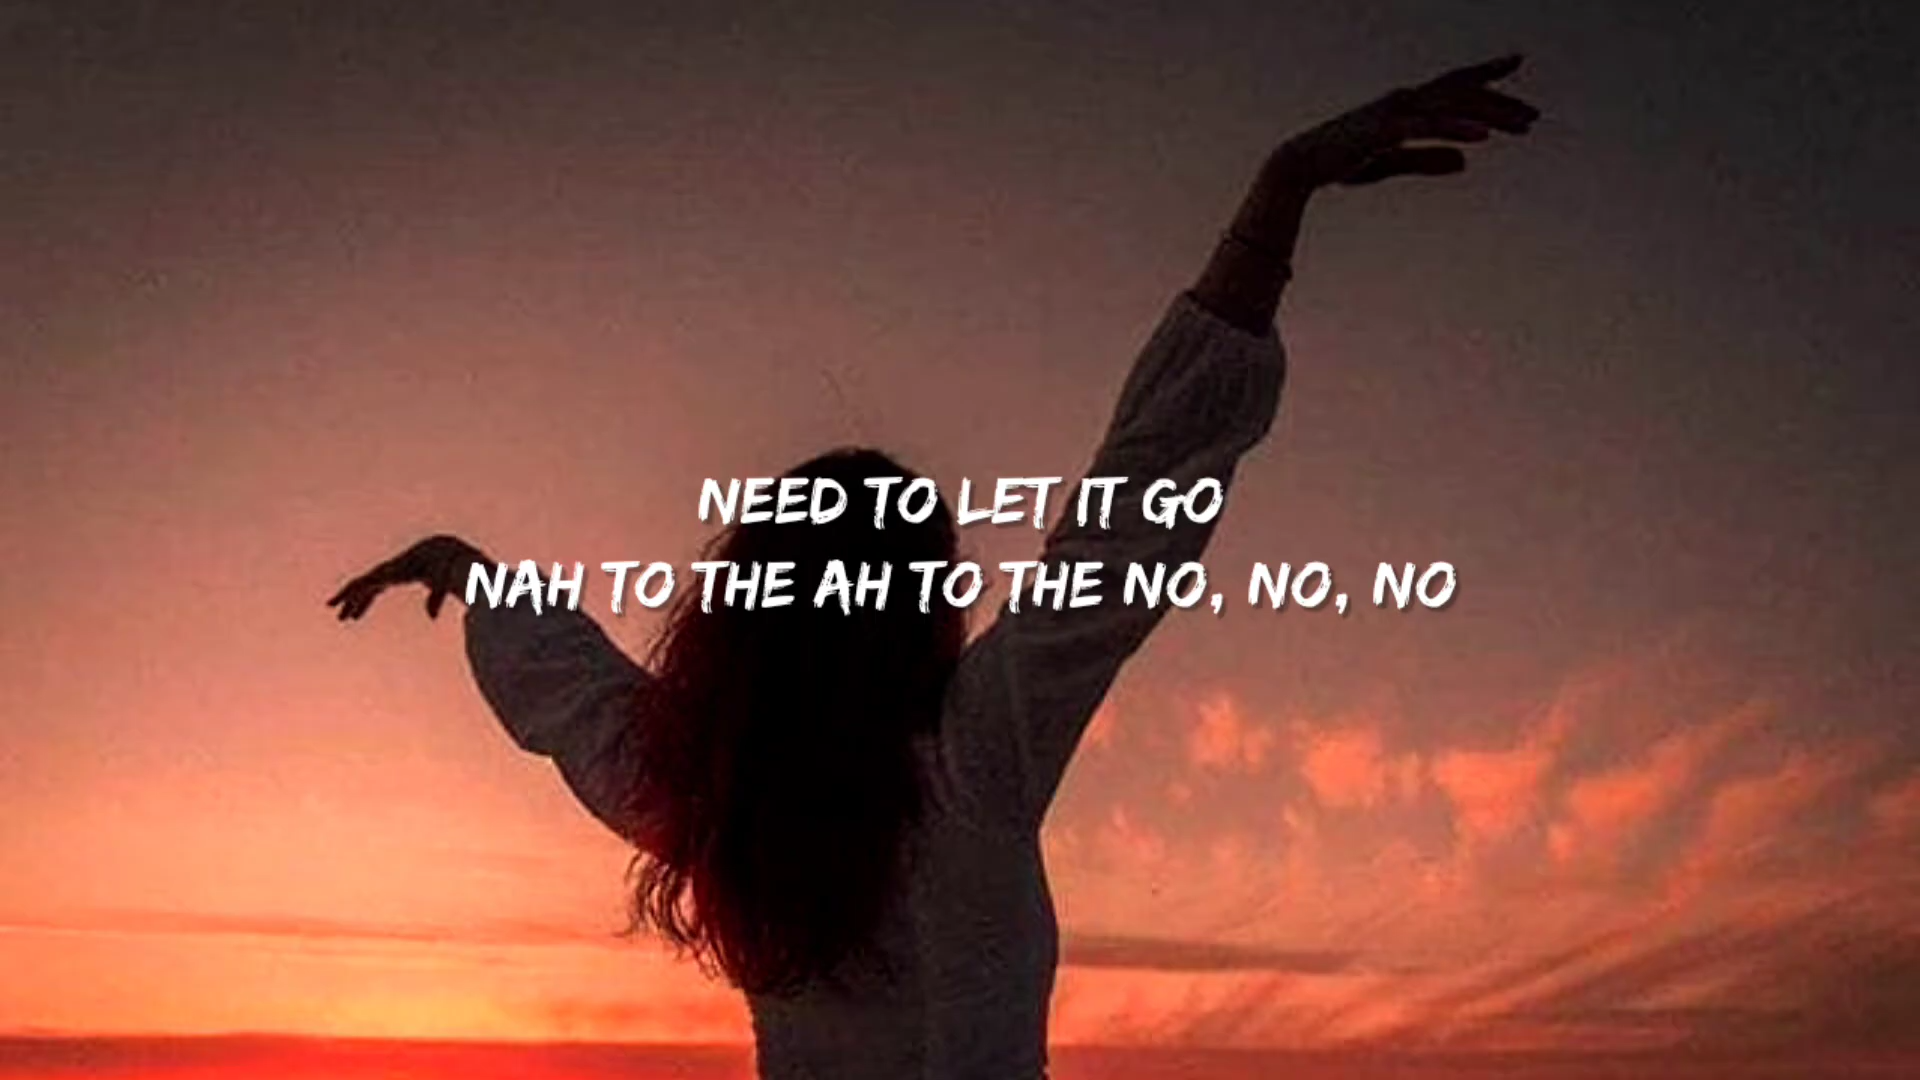 NEED TO LET IT GO
NAH TO THE AH TO THE NO, NO, NO